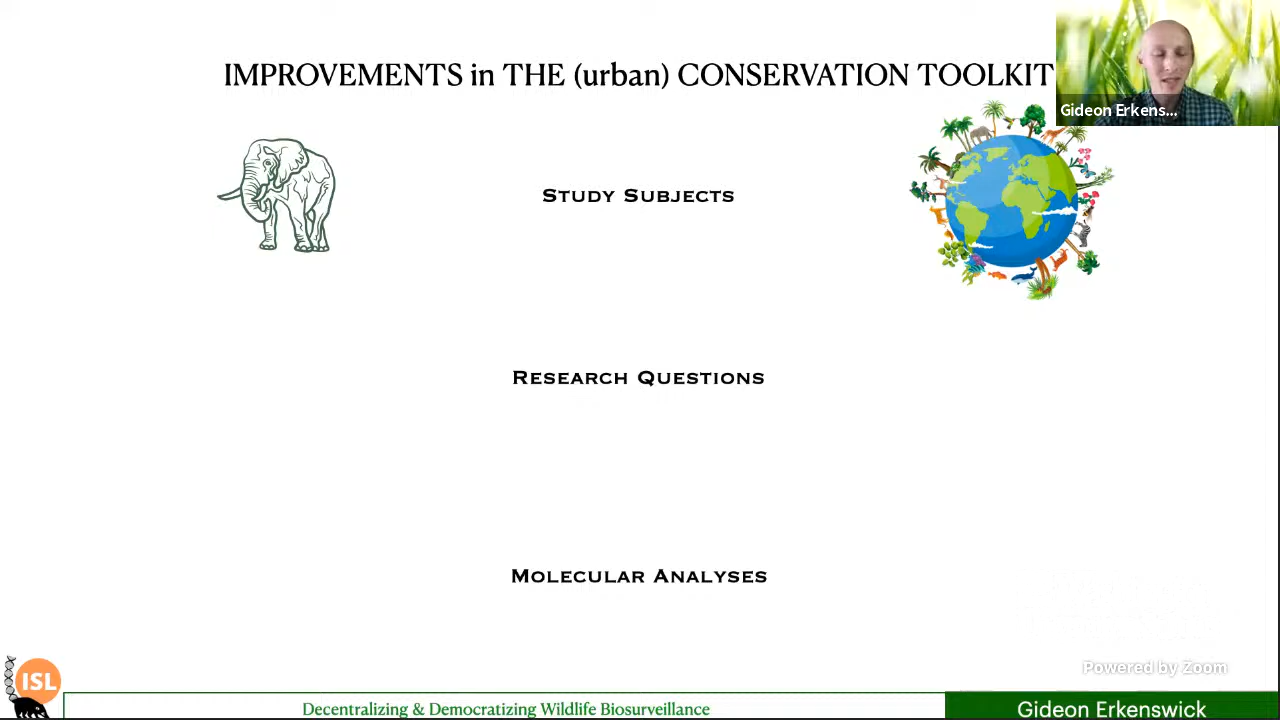 IMPROVEMENTS in THE (urban) CONSERVATION TOOLKIT
Gideon Erkens...
STUDY SUBJECTS
RESEARCH QUESTIONS
MOLECULAR ANALYSES
Powered by Zoom
ISL
Decentralizing & Democratizing Wildlife Biosurveillance
Gideon Erkenswick